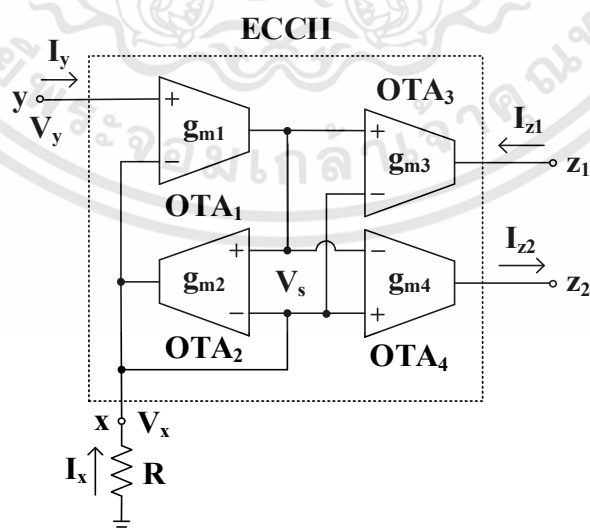 ECCII
I_y
y
V_y
+
g_m1
−
OTA_1
OTA_3
+
g_m3
−
I_z1
z_1
+
g_m2
−
OTA_2
V_s
−
g_m4
+
OTA_4
I_z2
z_2
x
V_x
I_x
R